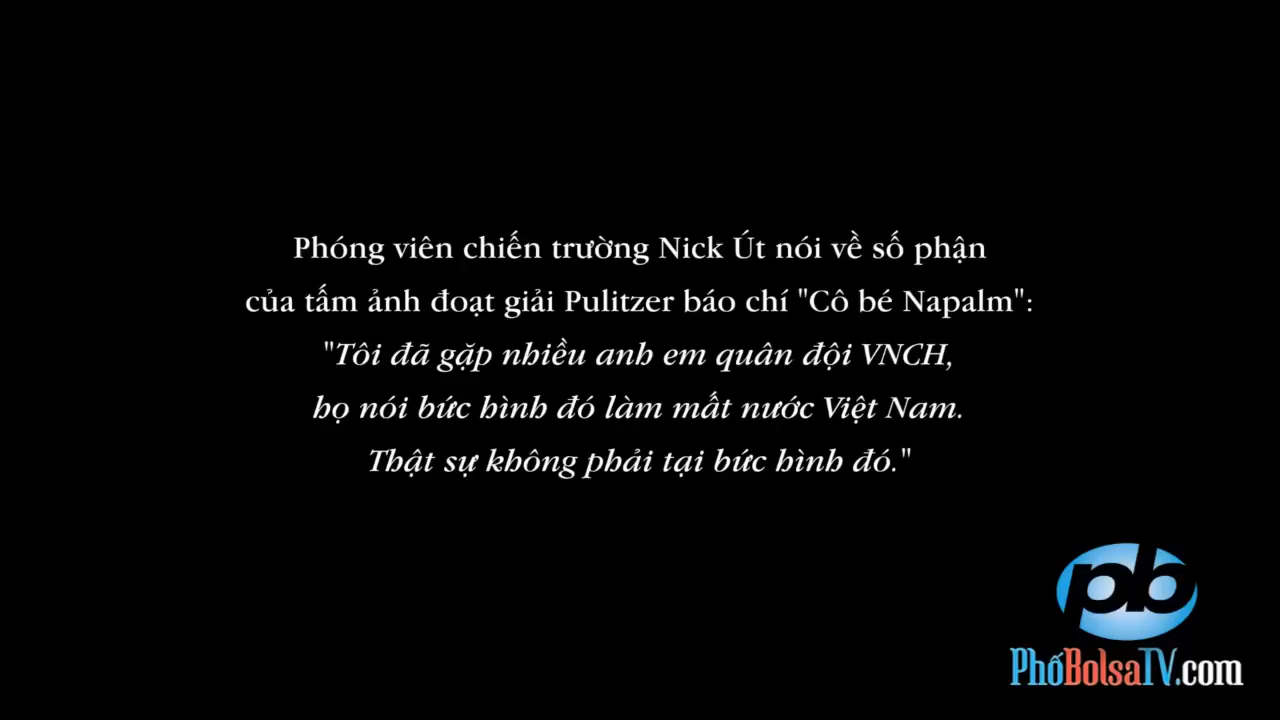 Phóng viên chiến trường Nick Út nói về số phận
của tấm ảnh đoạt giải Pulitzer báo chí "Cô bé Napalm":
"Tôi đã gặp nhiều anh em quân đội VNCH,
họ nói bức hình đó làm mất nước Việt Nam.
Thật sự không phải tại bức hình đó."
pb
PhốBolsaTV.com